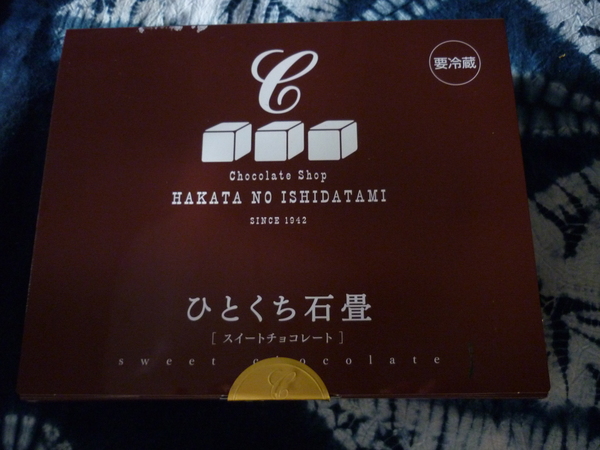 要冷蔵
C
Chocolate Shop
HAKATA NO ISHIDATAMI
SINCE 1942
ひとくち石畳
[ スイートチョコレート ]
sweet chocolate